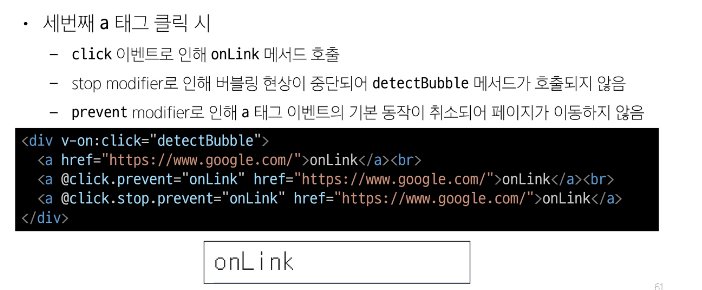 • 세번째 a 태그 클릭 시
– click 이벤트로 인해 onLink 메서드 호출
– stop modifier로 인해 버블링 현상이 중단되어 detectBubble 메서드가 호출되지 않음
– prevent modifier로 인해 a 태그 이벤트의 기본 동작이 취소되어 페이지가 이동하지 않음
<div v-on:click="detectBubble">
<a href="https://www.google.com/">onLink</a><br>
<a @click.prevent="onLink" href="https://www.google.com/">onLink</a><br>
<a @click.stop.prevent="onLink" href="https://www.google.com/">onLink</a>
</div>
onLink
61